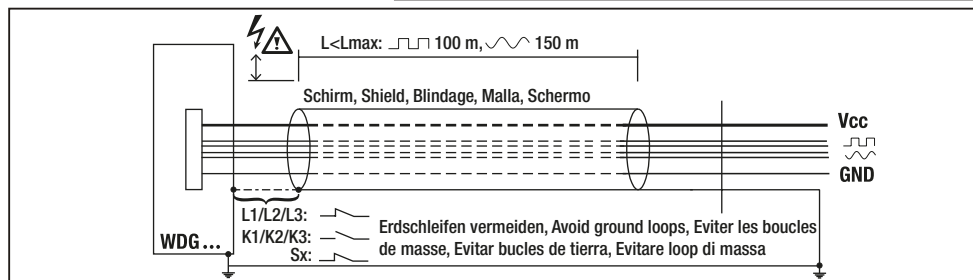 L<Lmax: 100 m, 150 m
Schirm, Shield, Blindage, Malla, Schermo
Vcc
GND
L1/L2/L3:
K1/K2/K3:
Sx:
Erdschleifen vermeiden, Avoid ground loops, Eviter les boucles
de masse, Evitar bucles de tierra, Evitare loop di massa
WDG...